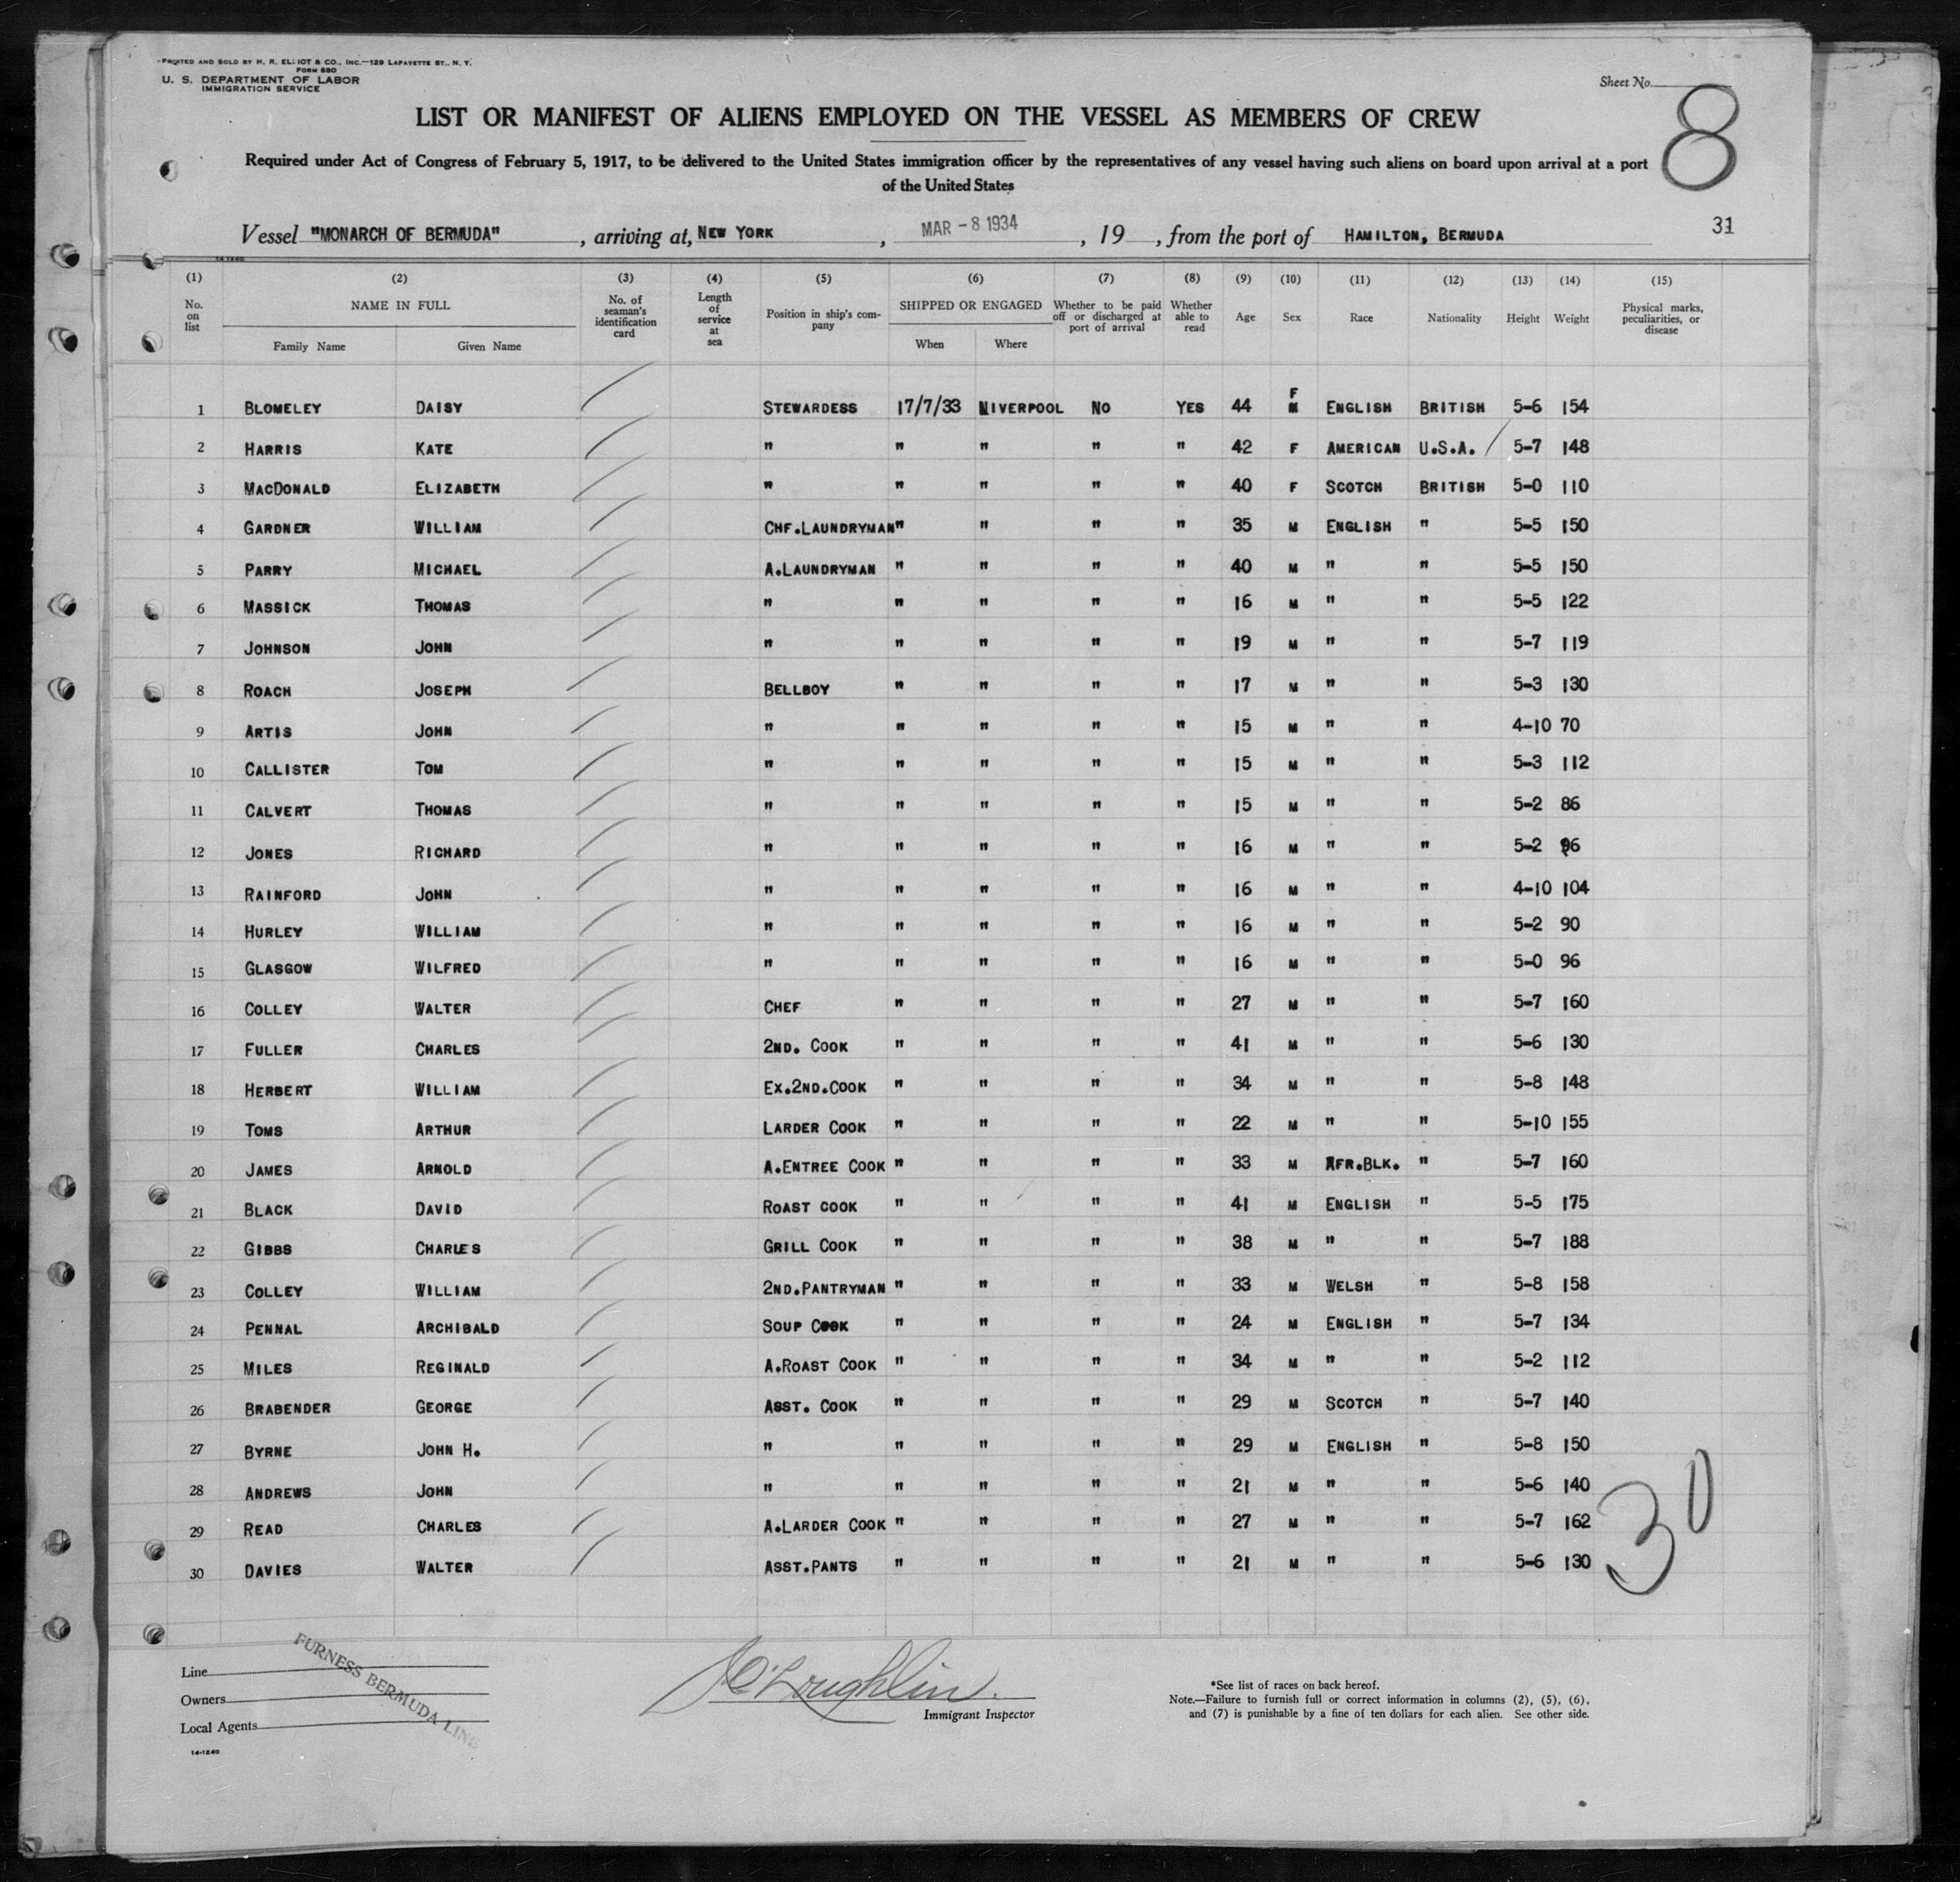 PRINTED AND SOLD BY H. R. ELLIOT & CO., INC.—129 LAFAYETTE ST., N. Y.
FORM 680
U. S. DEPARTMENT OF LABOR
IMMIGRATION SERVICE
Sheet No.
8
LIST OR MANIFEST OF ALIENS EMPLOYED ON THE VESSEL AS MEMBERS OF CREW
Required under Act of Congress of February 5, 1917, to be delivered to the United States immigration officer by the representatives of any vessel having such aliens on board upon arrival at a port
of the United States
Vessel "MONARCH OF BERMUDA", arriving at, NEW YORK, MAR - 8 1934, 19, from the port of HAMILTON, BERMUDA 31
14-1240
(1) (2) (3) (4) (5) (6) (7) (8) (9) (10) (11) (12) (13) (14) (15)
No. on list NAME IN FULL Family Name Given Name No. of seaman's identification card Length of service at sea Position in ship's company SHIPPED OR ENGAGED When Where Whether to be paid off or discharged at port of arrival Whether able to read Age Sex Race Nationality Height Weight Physical marks, peculiarities, or disease
1 BLOMELEY DAISY STEWARDESS 17/7/33 NIVERPOOL NO YES 44 F M ENGLISH BRITISH 5-6 154
2 HARRIS KATE " " " " " 42 F AMERICAN U.S.A. 5-7 148
3 MACDONALD ELIZABETH " " " " " 40 F SCOTCH BRITISH 5-0 110
4 GARDNER WILLIAM CHF.LAUNDRYMAN " " " " 35 M ENGLISH " 5-5 150
5 PARRY MICHAEL A.LAUNDRYMAN " " " " 40 M " " 5-5 150
6 MASSICK THOMAS " " " " " 16 M " " 5-5 122
7 JOHNSON JOHN " " " " " 19 M " " 5-7 119
8 ROACH JOSEPH BELLBOY " " " " 17 M " " 5-3 130
9 ARTIS JOHN " " " " " 15 M " " 4-10 70
10 CALLISTER TOM " " " " " 15 M " " 5-3 112
11 CALVERT THOMAS " " " " " 15 M " " 5-2 86
12 JONES RICHARD " " " " " 16 M " " 5-2 96
13 RAINFORD JOHN " " " " " 16 M " " 4-10 104
14 HURLEY WILLIAM " " " " " 16 M " " 5-2 90
15 GLASGOW WILFRED " " " " " 16 M " " 5-0 96
16 COLLEY WALTER CHEF " " " " 27 M " " 5-7 160
17 FULLER CHARLES 2ND. COOK " " " " 41 M " " 5-6 130
18 HERBERT WILLIAM EX.2ND.COOK " " " " 34 M " " 5-8 148
19 TOMS ARTHUR LARDER COOK " " " " 22 M " " 5-10 155
20 JAMES ARNOLD A.ENTREE COOK " " " " 33 M AFR.BLK. " 5-7 160
21 BLACK DAVID ROAST COOK " " " " 41 M ENGLISH " 5-5 175
22 GIBBS CHARLES GRILL COOK " " " " 38 M " " 5-7 188
23 COLLEY WILLIAM 2ND.PANTRYMAN " " " " 33 M WELSH " 5-8 158
24 PENNAL ARCHIBALD SOUP COOK " " " " 24 M ENGLISH " 5-7 134
25 MILES REGINALD A.ROAST COOK " " " " 34 M " " 5-2 112
26 BRABENDER GEORGE ASST. COOK " " " " 29 M SCOTCH " 5-7 140
27 BYRNE JOHN H. " " " " " 29 M ENGLISH " 5-8 150
28 ANDREWS JOHN " " " " " 21 M " " 5-6 140
29 READ CHARLES A.LARDER COOK " " " " 27 M " " 5-7 162
30 DAVIES WALTER ASST.PANTS " " " " 21 M " " 5-6 130
30
Line
Owners
Local Agents
FURNESS BERMUDA LINE
14-1240
Immigrant Inspector
*See list of races on back hereof.
Note.—Failure to furnish full or correct information in columns (2), (5), (6),
and (7) is punishable by a fine of ten dollars for each alien. See other side.